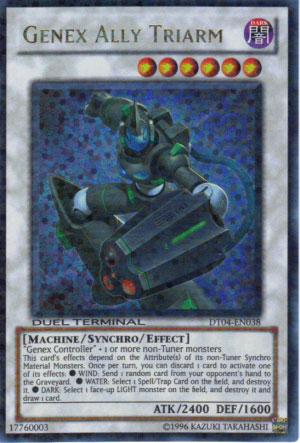 GENEX ALLY TRIARM
DARK
闇
DUEL TERMINAL DT04-EN038
[MACHINE/SYNCHRO/EFFECT]
"Genex Controller" + 1 or more non-Tuner monsters
This card's effects depend on the Attribute(s) of its non-Tuner Synchro
Material Monsters. Once per turn, you can discard 1 card to activate one
of its effects: ● WIND: Send 1 random card from your opponent's hand to
the Graveyard. ● WATER: Select 1 Spell/Trap Card on the field, and destroy
it. ● DARK: Select 1 face-up LIGHT monster on the field, and destroy it and
draw 1 card.
ATK/2400 DEF/1600
17760003 ©1996 KAZUKI TAKAHASHI